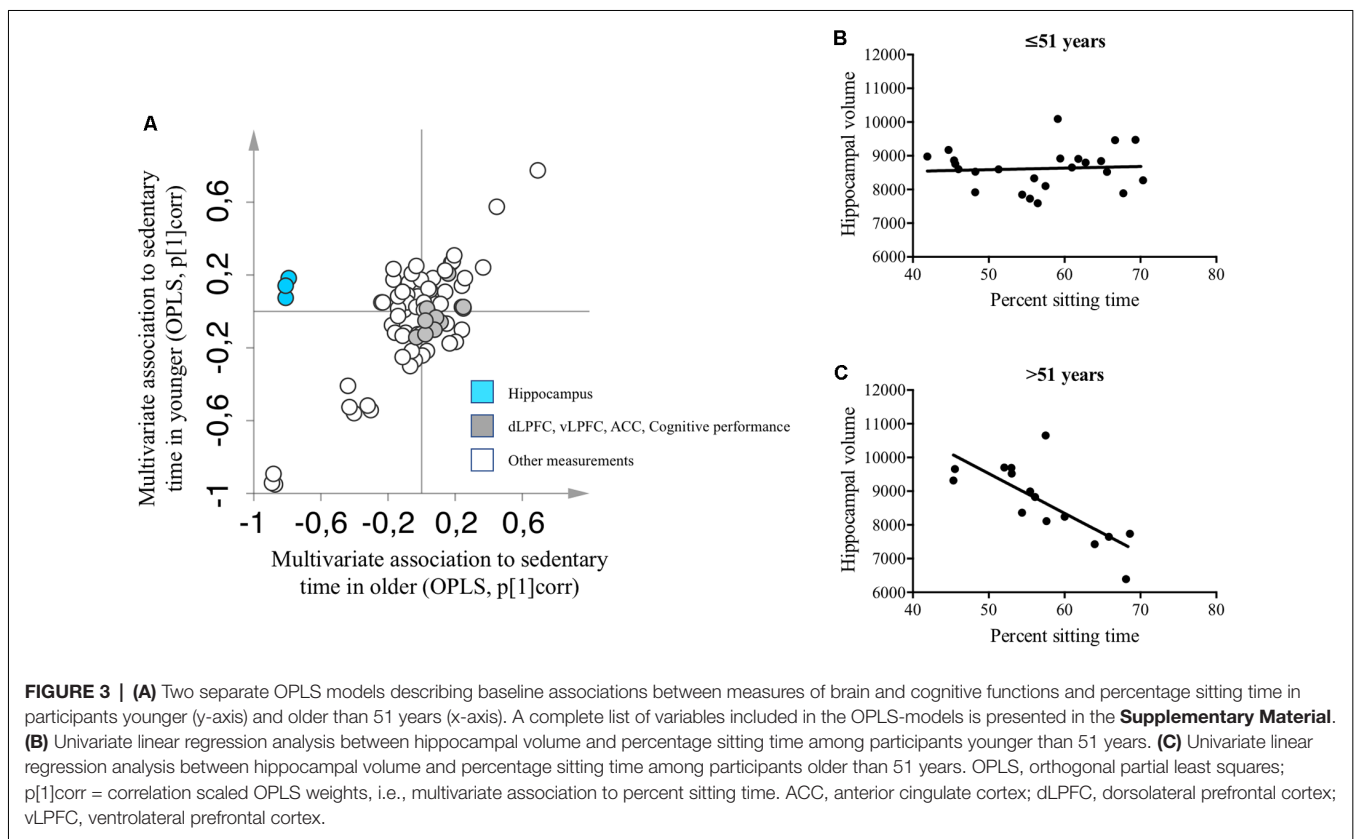 A
Multivariate association to sedentary
time in younger (OPLS, p[1]corr)
0,6
0,2
-0,2
-0,6
-1
-1 -0,6 -0,2 0,2 0,6
Multivariate association to sedentary
time in older (OPLS, p[1]corr)
Hippocampus
dLPFC, vLPFC, ACC, Cognitive performance
Other measurements
B
≤51 years
Hippocampal volume
12000
11000
10000
9000
8000
7000
6000
40 50 60 70 80
Percent sitting time
C
>51 years
Hippocampal volume
12000
11000
10000
9000
8000
7000
6000
40 50 60 70 80
Percent sitting time
FIGURE 3 | (A) Two separate OPLS models describing baseline associations between measures of brain and cognitive functions and percentage sitting time in
participants younger (y-axis) and older than 51 years (x-axis). A complete list of variables included in the OPLS-models is presented in the Supplementary Material.
(B) Univariate linear regression analysis between hippocampal volume and percentage sitting time among participants younger than 51 years. (C) Univariate linear
regression analysis between hippocampal volume and percentage sitting time among participants older than 51 years. OPLS, orthogonal partial least squares;
p[1]corr = correlation scaled OPLS weights, i.e., multivariate association to percent sitting time. ACC, anterior cingulate cortex; dLPFC, dorsolateral prefrontal cortex;
vLPFC, ventrolateral prefrontal cortex.